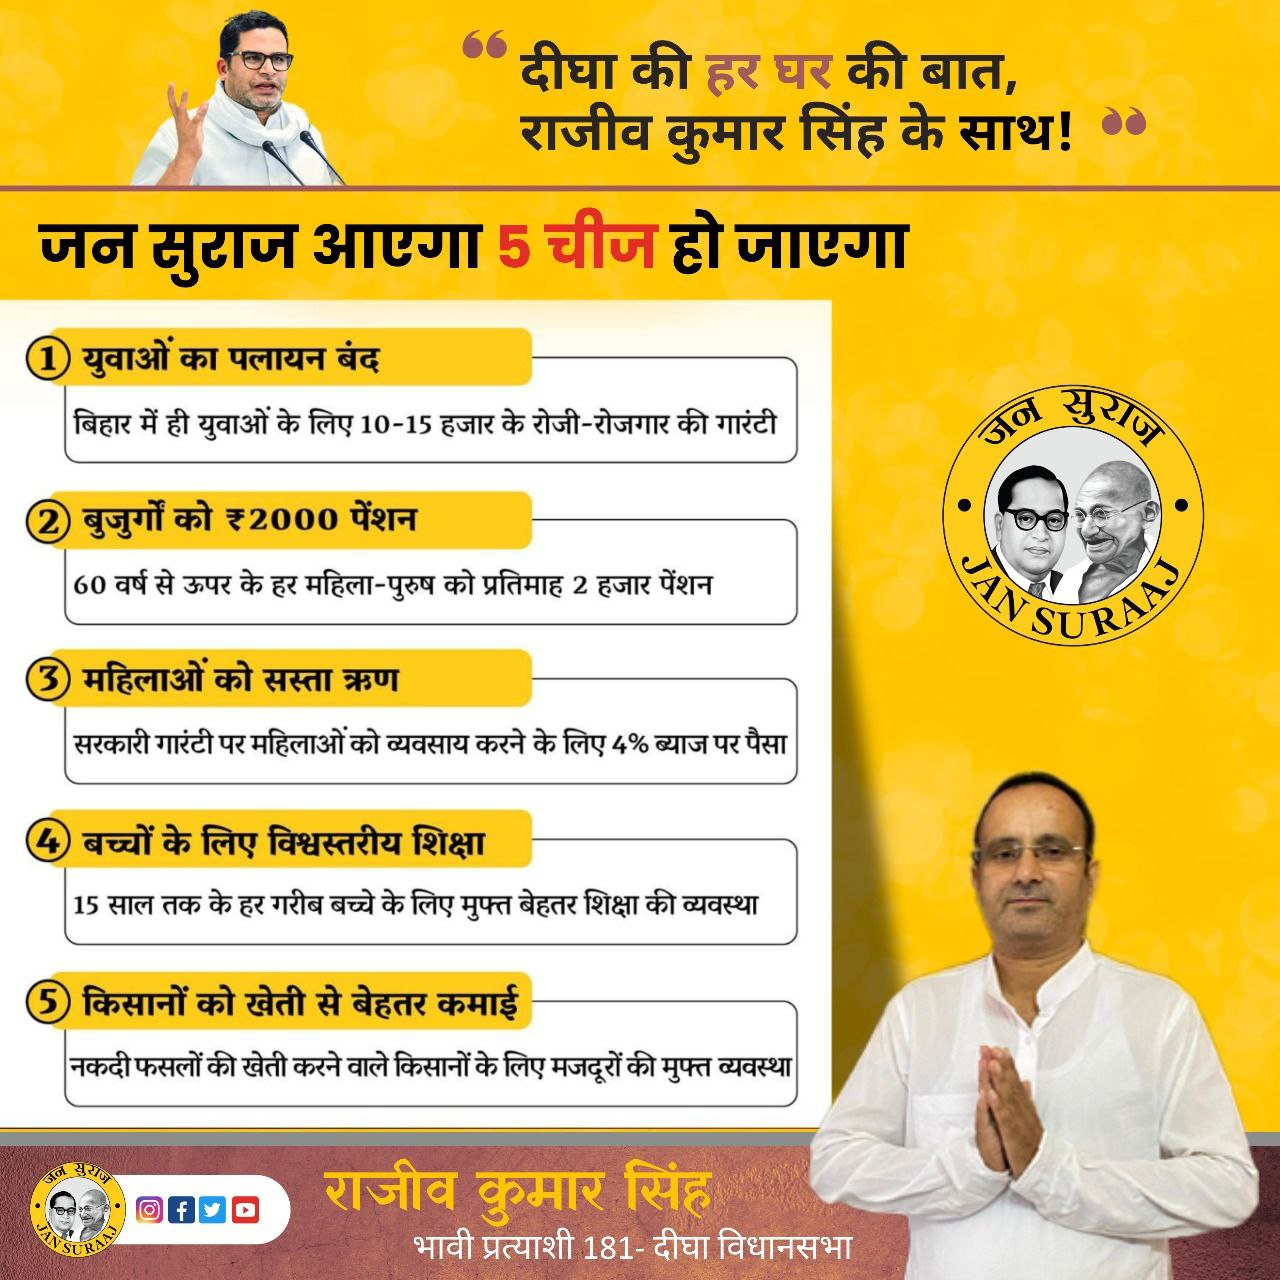 “ दीघा की हर घर की बात,
राजीव कुमार सिंह के साथ! ”
जन सुराज आएगा 5 चीज हो जाएगा
1 युवाओं का पलायन बंद
बिहार में ही युवाओं के लिए 10-15 हजार के रोजी-रोजगार की गारंटी
2 बुजुर्गों को ₹2000 पेंशन
60 वर्ष से ऊपर के हर महिला-पुरुष को प्रतिमाह 2 हजार पेंशन
3 महिलाओं को सस्ता ऋण
सरकारी गारंटी पर महिलाओं को व्यवसाय करने के लिए 4% ब्याज पर पैसा
4 बच्चों के लिए विश्वस्तरीय शिक्षा
15 साल तक के हर गरीब बच्चे के लिए मुफ्त बेहतर शिक्षा की व्यवस्था
5 किसानों को खेती से बेहतर कमाई
नकदी फसलों की खेती करने वाले किसानों के लिए मजदूरों की मुफ्त व्यवस्था
जन सुराज
JAN SURAAJ
जन सुराज
JAN SURAAJ
राजीव कुमार सिंह
भावी प्रत्याशी 181- दीघा विधानसभा